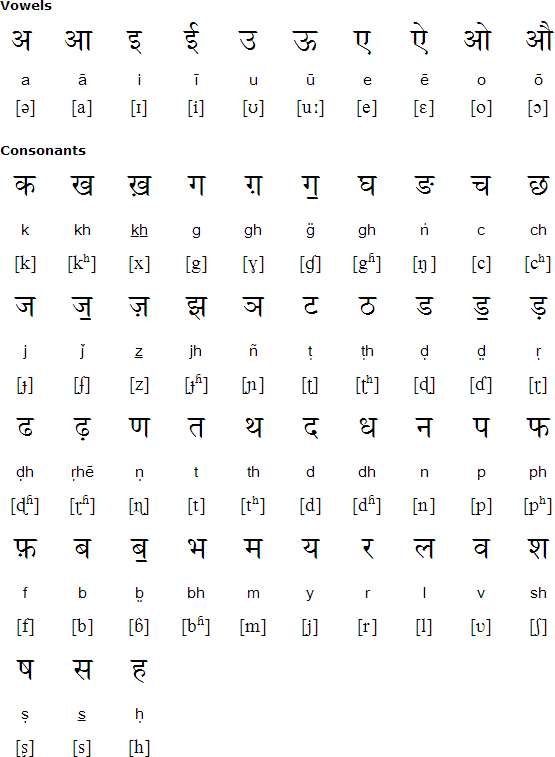 Vowels
अ आ इ ई उ ऊ ए ऐ ओ औ
a ā i ī u ū e ē o ō
[ə] [a] [ɪ] [i] [ʊ] [uː] [e] [ɛ] [o] [ɔ]
Consonants
क ख ख़ ग ग़ ॻ घ ङ च छ
k kh k͟h g gh g̈ gh ṅ c ch
[k] [kʰ] [x] [g] [ɣ] [ɠ] [gʱ] [ŋ] [c] [cʰ]
ज ॼ ज़ झ ञ ट ठ ड ॾ ड़
j ǰ z̲ jh ñ ṭ ṭh ḍ d̤ ṛ
[ɟ] [ʄ] [z] [ɟʱ] [ɲ] [ʈ] [ʈʰ] [ɖ] [ɗ] [ɽ]
ढ ढ़ ण त थ द ध न प फ
ḍh ṛhē ṇ t th d dh n p ph
[ɖʱ] [ɽʱ] [ɳ] [t] [tʰ] [d] [dʱ] [n] [p] [pʰ]
फ़ ब ॿ भ म य र ल व श
f b b̤ bh m y r l v sh
[f] [b] [ɓ] [bʱ] [m] [j] [r] [l] [ʋ] [ʃ]
ष स ह
ṣ s̲ ḥ
[ʂ] [s] [h]